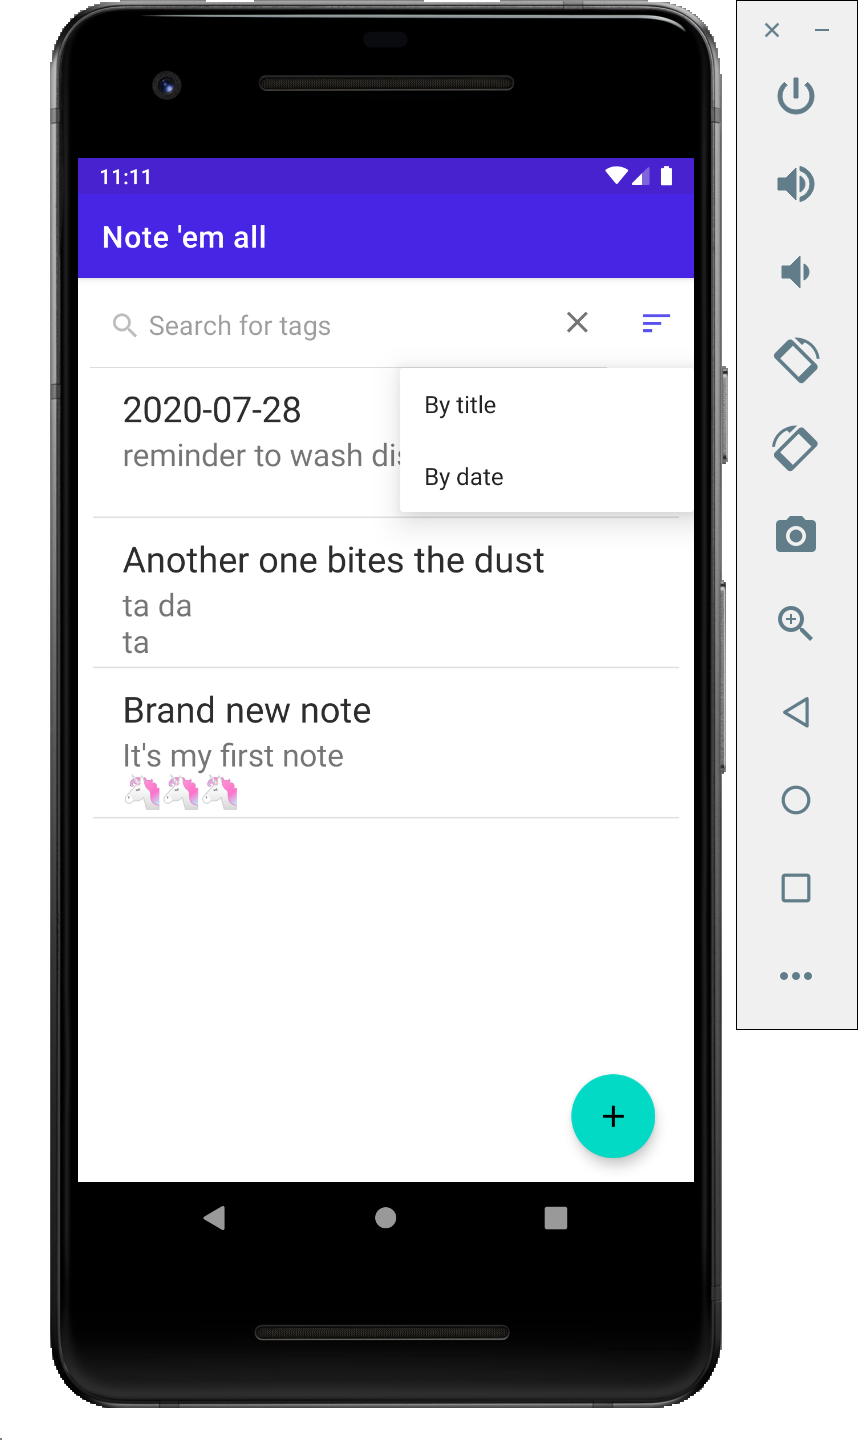 11:11
Note 'em all
Search for tags
2020-07-28
reminder to wash
By title
By date
Another one bites the dust
ta da
ta
Brand new note
It's my first note
🦄🦄🦄